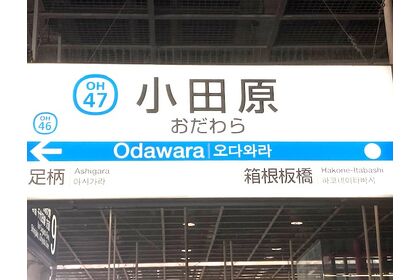 OH
47
小田原
おだわら
OH
46
Odawara 오다와라
足柄
Ashigara
아시가라
箱根板橋
Hakone-Itabashi
하코네이타바시
9